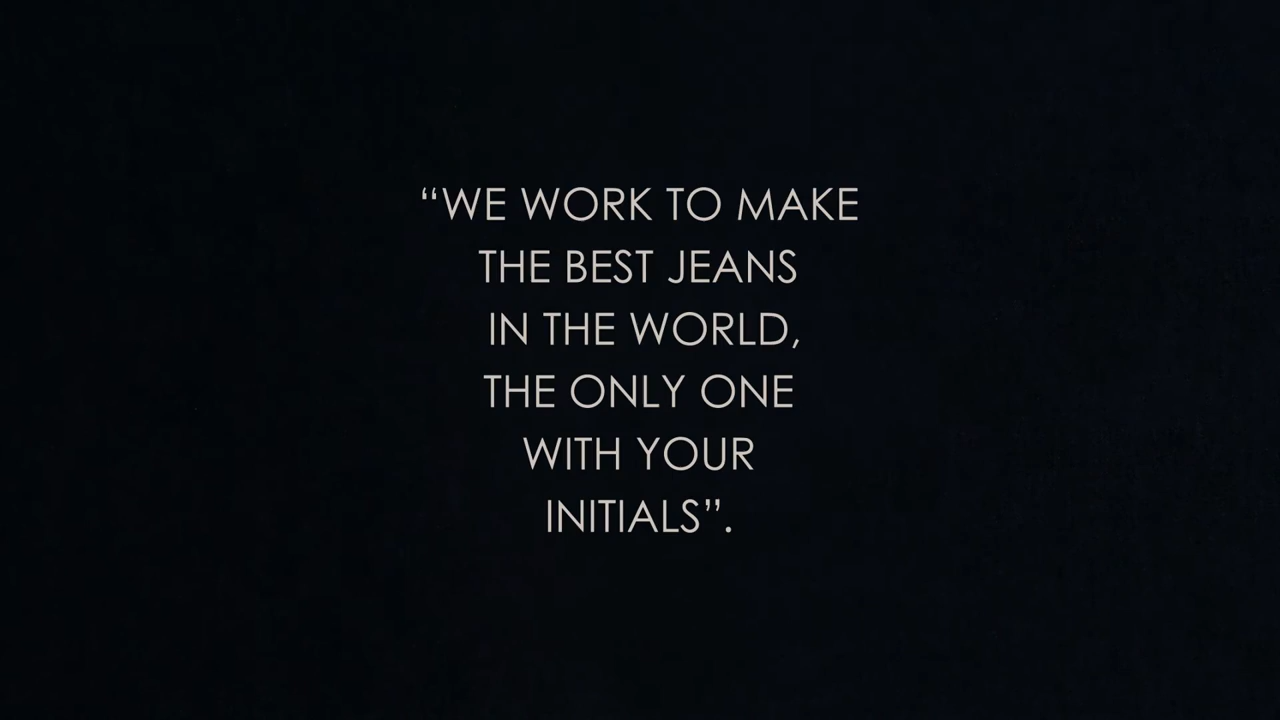 “WE WORK TO MAKE
THE BEST JEANS
IN THE WORLD,
THE ONLY ONE
WITH YOUR
INITIALS”.